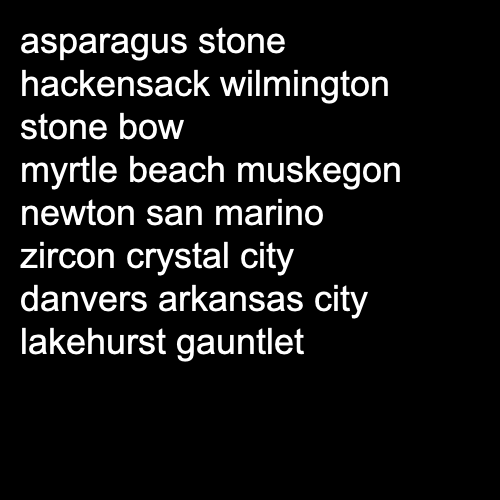 asparagus stone
hackensack wilmington
stone bow
myrtle beach muskegon
newton san marino
zircon crystal city
danvers arkansas city
lakehurst gauntlet